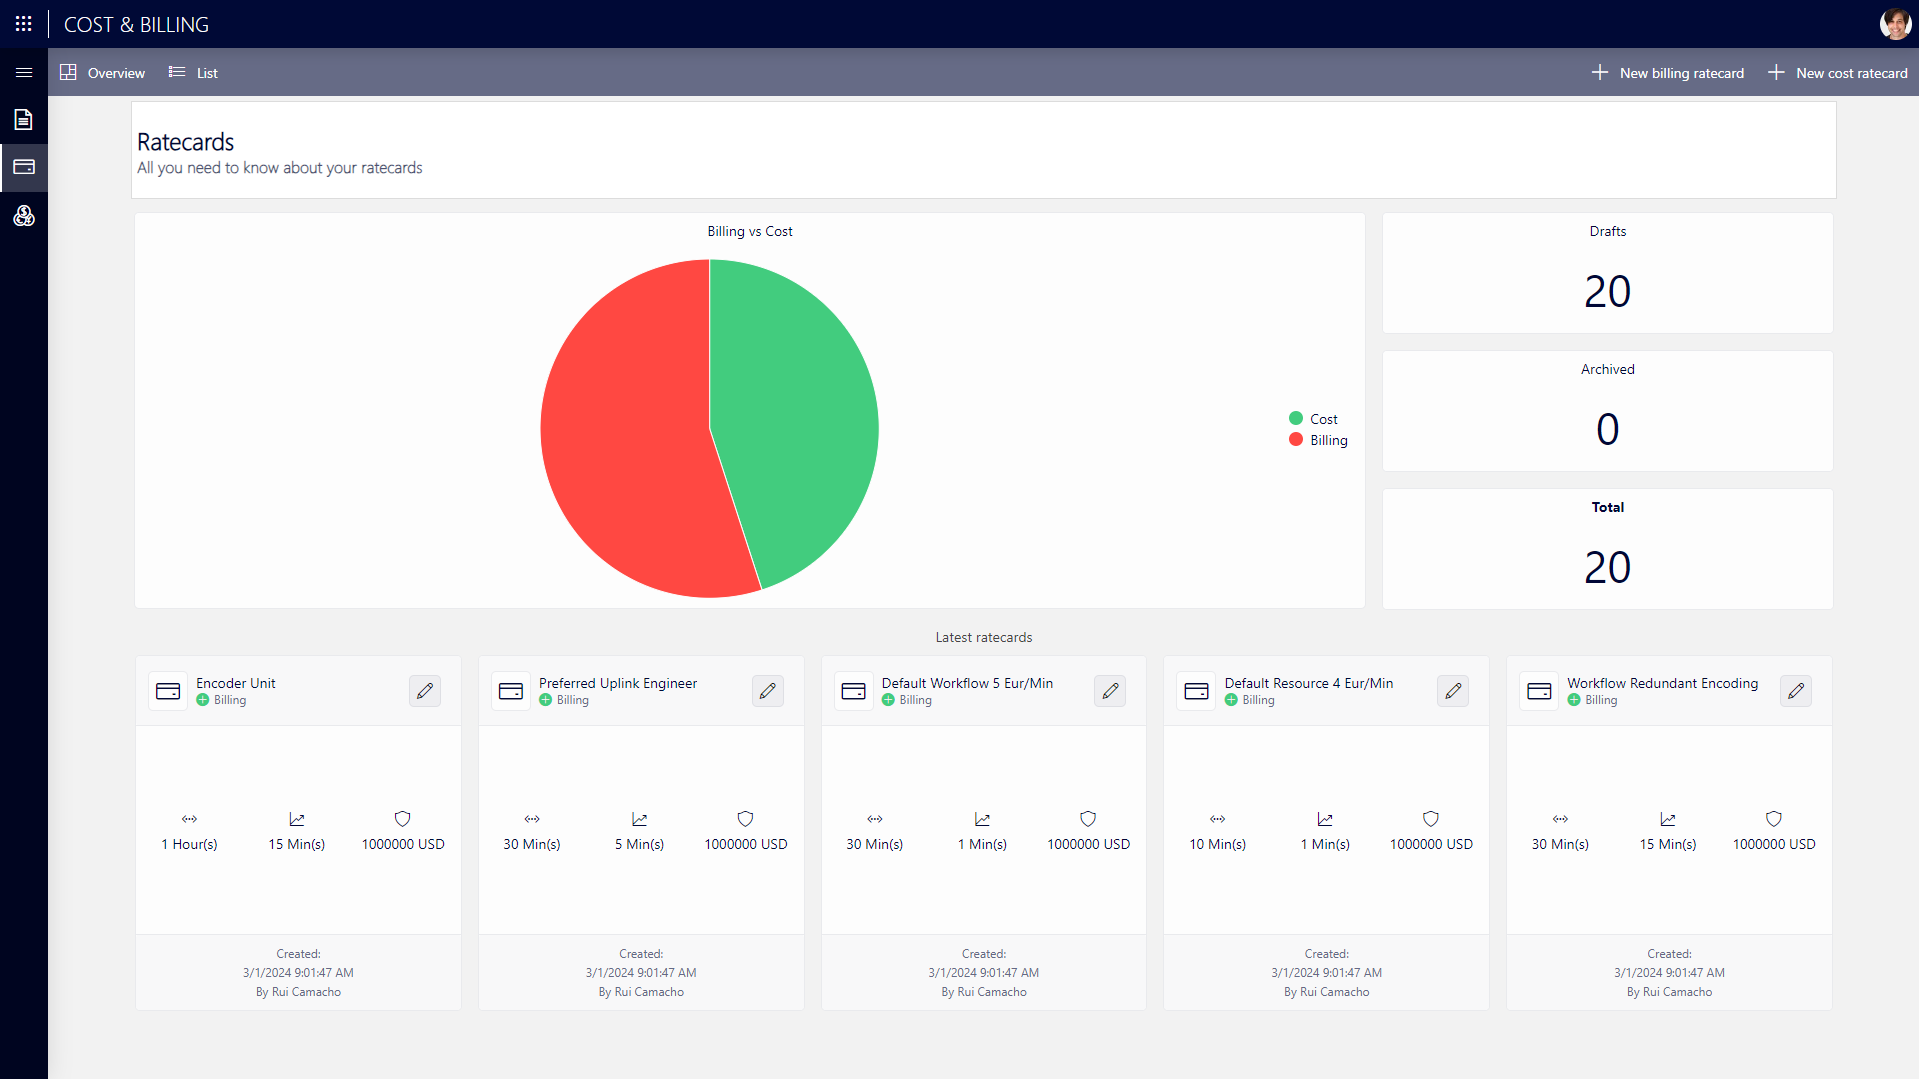 COST & BILLING
Overview
List
New billing ratecard
New cost ratecard
Ratecards
All you need to know about your ratecards
Billing vs Cost
Cost
Billing
Drafts
20
Archived
0
Total
20
Latest ratecards
Encoder Unit
Billing
1 Hour(s)
15 Min(s)
1000000 USD
Created:
3/1/2024 9:01:47 AM
By Rui Camacho
Preferred Uplink Engineer
Billing
30 Min(s)
5 Min(s)
1000000 USD
Created:
3/1/2024 9:01:47 AM
By Rui Camacho
Default Workflow 5 Eur/Min
Billing
30 Min(s)
1 Min(s)
1000000 USD
Created:
3/1/2024 9:01:47 AM
By Rui Camacho
Default Resource 4 Eur/Min
Billing
10 Min(s)
1 Min(s)
1000000 USD
Created:
3/1/2024 9:01:47 AM
By Rui Camacho
Workflow Redundant Encoding
Billing
30 Min(s)
15 Min(s)
1000000 USD
Created:
3/1/2024 9:01:47 AM
By Rui Camacho